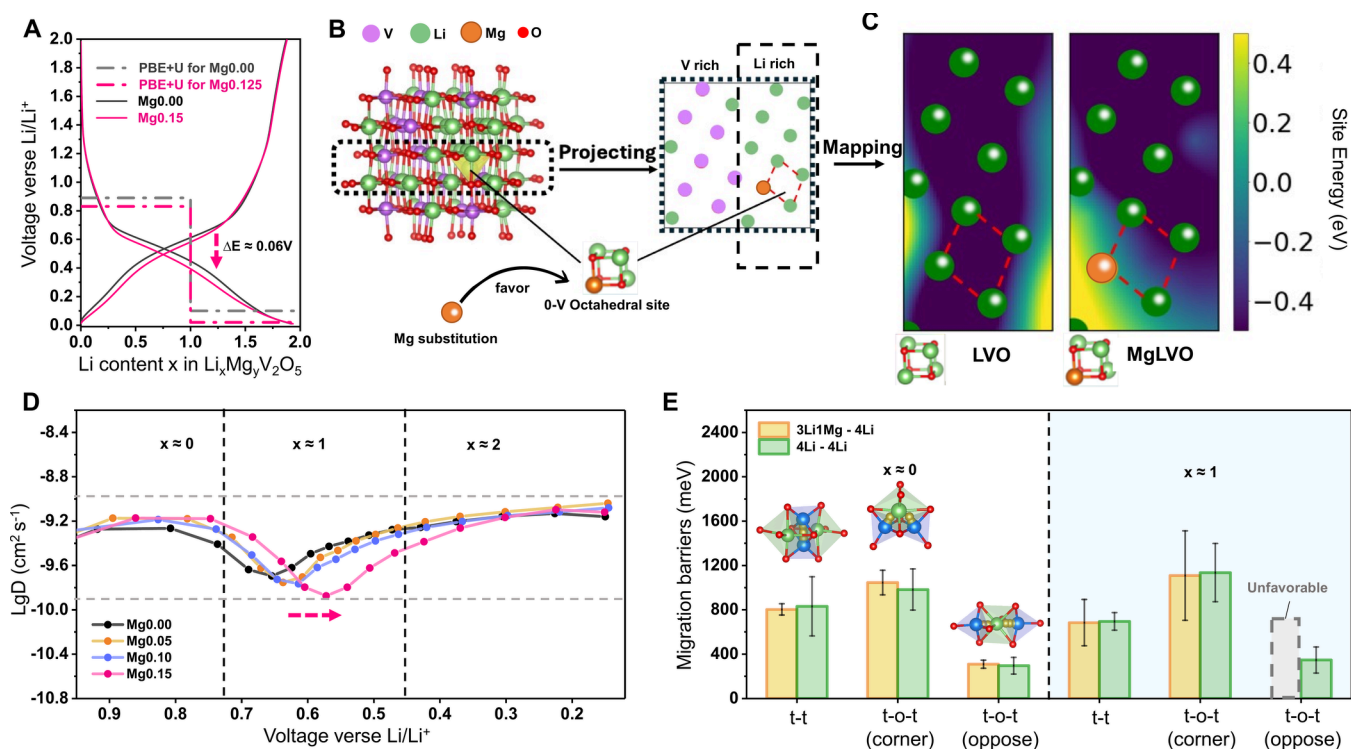 A
2.0
1.8
1.6
1.4
1.2
1.0
0.8
0.6
0.4
0.2
0.0
Voltage verse Li/Li⁺
PBE+U for Mg0.00
PBE+U for Mg0.125
Mg0.00
Mg0.15
ΔE ≈ 0.06V
0.0 0.5 1.0 1.5 2.0
Li content x in LiₓMgᵧV₂O₅
B
V Li Mg O
V rich Li rich
Projecting
Mapping
favor
Mg substitution
0-V Octahedral site
C
LVO MgLVO
0.4
0.2
0.0
−0.2
−0.4
Site Energy (eV)
D
-8.4
-8.8
-9.2
-9.6
-10.0
-10.4
-10.8
LgD (cm² s⁻¹)
x ≈ 0 x ≈ 1 x ≈ 2
Mg0.00
Mg0.05
Mg0.10
Mg0.15
0.9 0.8 0.7 0.6 0.5 0.4 0.3 0.2
Voltage verse Li/Li⁺
E
2400
2000
1600
1200
800
400
0
Migration barriers (meV)
3Li1Mg - 4Li
4Li - 4Li
x ≈ 0 x ≈ 1
Unfavorable
t-t t-o-t t-o-t t-t t-o-t t-o-t
(corner) (oppose) (corner) (oppose)